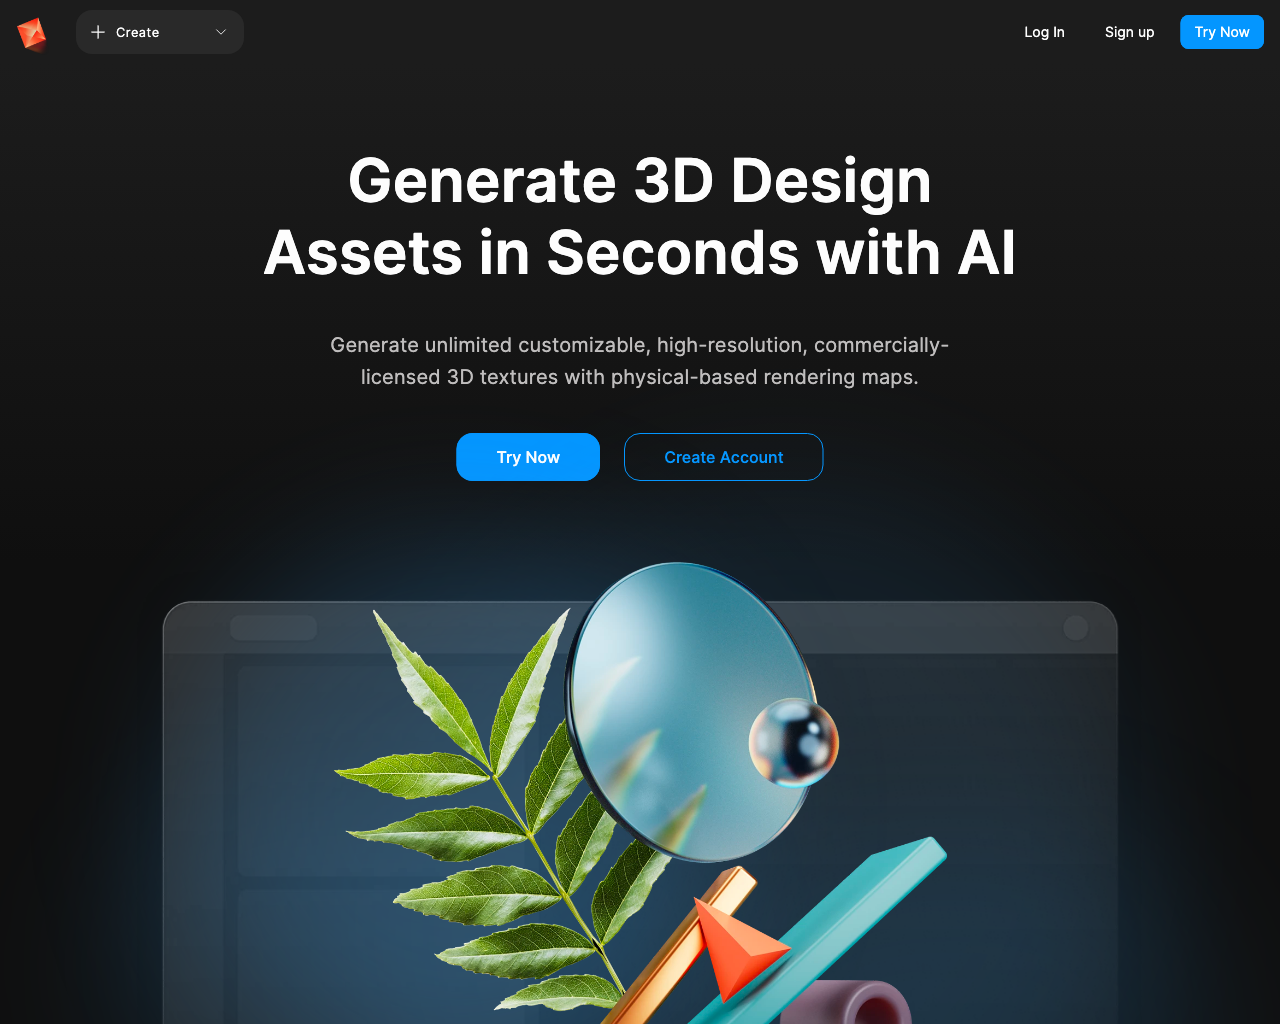 Create
Log In
Sign up
Try Now
Generate 3D Design
Assets in Seconds with AI
Generate unlimited customizable, high-resolution, commercially-
licensed 3D textures with physical-based rendering maps.
Try Now
Create Account